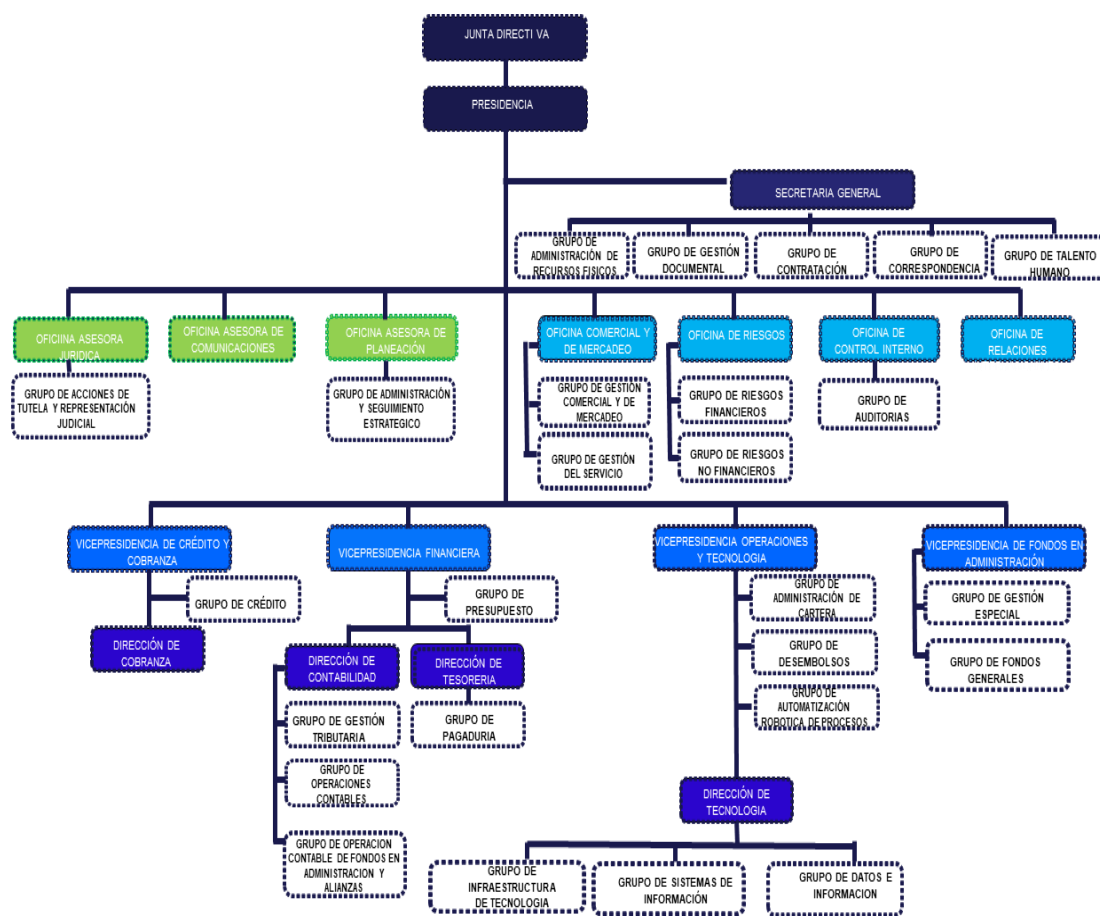 JUNTA DIRECTI VA
PRESIDENCIA
SECRETARIA GENERAL
GRUPO DE
ADMINISTRACIÓN DE
RECURSOS FISICOS
GRUPO DE GESTIÓN
DOCUMENTAL
GRUPO DE
CONTRATACIÓN
GRUPO DE
CORRESPONDENCIA
GRUPO DE TALENTO
HUMANO
OFICINA ASESORA
JURIDICA
OFICINA ASESORA DE
COMUNICACIONES
OFICINA ASESORA DE
PLANEACIÓN
OFICINA COMERCIAL Y
DE MERCADEO
OFICINA DE RIESGOS
OFICINA DE
CONTROL INTERNO
OFICINA DE
RELACIONES
GRUPO DE ACCIONES DE
TUTELA Y REPRESENTACIÓN
JUDICIAL
GRUPO DE ADMINISTRACIÓN
Y SEGUIMIENTO
ESTRATEGICO
GRUPO DE GESTIÓN
COMERCIAL Y DE
MERCADEO
GRUPO DE RIESGOS
FINANCIEROS
GRUPO DE
AUDITORIAS
GRUPO DE GESTIÓN
DEL SERVICIO
GRUPO DE RIESGOS
NO FINANCIEROS
VICEPRESIDENCIA DE CRÉDITO Y
COBRANZA
VICEPRESIDENCIA FINANCIERA
VICEPRESIDENCIA OPERACIONES
Y TECNOLOGIA
VICEPRESIDENCIA DE FONDOS EN
ADMINISTRACIÓN
GRUPO DE CRÉDITO
GRUPO DE
PRESUPUESTO
GRUPO DE
ADMINISTRACIÓN DE
CARTERA
GRUPO DE GESTIÓN
ESPECIAL
DIRECCIÓN DE
COBRANZA
DIRECCIÓN DE
CONTABILIDAD
DIRECCIÓN DE
TESORERIA
GRUPO DE
DESEMBOLSOS
GRUPO DE FONDOS
GENERALES
GRUPO DE GESTIÓN
TRIBUTARIA
GRUPO DE
PAGADURIA
GRUPO DE
AUTOMATIZACIÓN
ROBOTICA DE PROCESOS
GRUPO DE
OPERACIONES
CONTABLES
DIRECCIÓN DE
TECNOLOGIA
GRUPO DE OPERACION
CONTABLE DE FONDOS EN
ADMINISTRACION Y
ALIANZAS
GRUPO DE
INFRAESTRUCTURA
DE TECNOLOGIA
GRUPO DE SISTEMAS DE
INFORMACIÓN
GRUPO DE DATOS E
INFORMACION